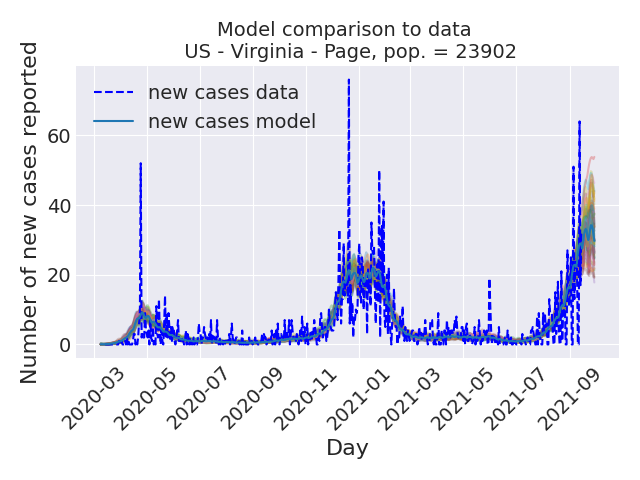 Model comparison to data
US - Virginia - Page, pop. = 23902
Number of new cases reported
new cases data
new cases model
60
40
20
0
2020-03
2020-05
2020-07
2020-09
2020-11
2021-01
2021-03
2021-05
2021-07
2021-09
Day